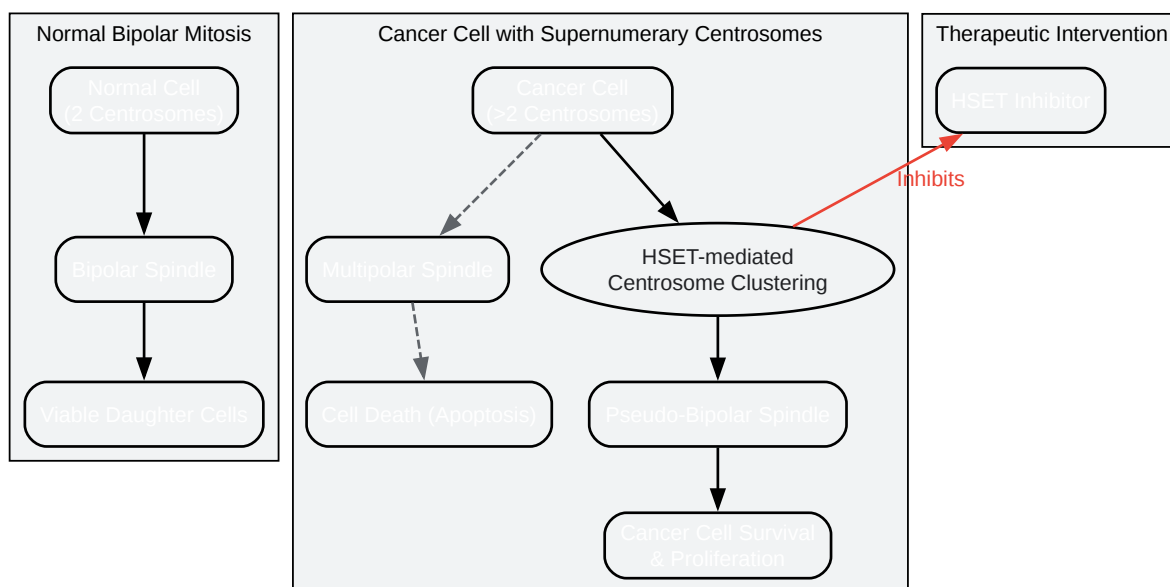 Normal Bipolar Mitosis
Normal Cell
(2 Centrosomes)
Bipolar Spindle
Viable Daughter Cells
Cancer Cell with Supernumerary Centrosomes
Cancer Cell
(>2 Centrosomes)
Multipolar Spindle
HSET-mediated
Centrosome Clustering
Cell Death (Apoptosis)
Pseudo-Bipolar Spindle
Cancer Cell Survival
& Proliferation
Therapeutic Intervention
HSET Inhibitor
Inhibits